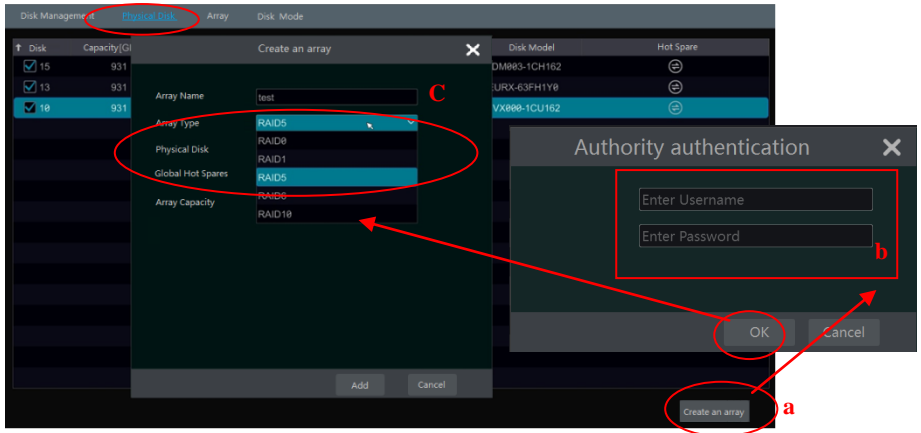 Disk Management Physical Disk Array Disk Mode
Disk Capacity[GB Create an array Disk Model Hot Spare
15 931 DM003-1CH162
13 931 EURX-63FH1Y0
10 931 VX000-1CU162
Array Name test C
Array Type RAID5
RAID0
Physical Disk
RAID1
Global Hot Spares RAID5
RAID6
Array Capacity
RAID10
Authority authentication
Enter Username
Enter Password
b
OK Cancel
Add Cancel
Create an array a